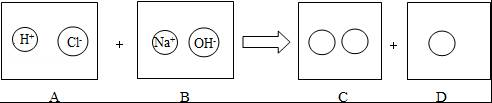 H⁺ Cl⁻ + Na⁺ OH⁻ +
A B C D